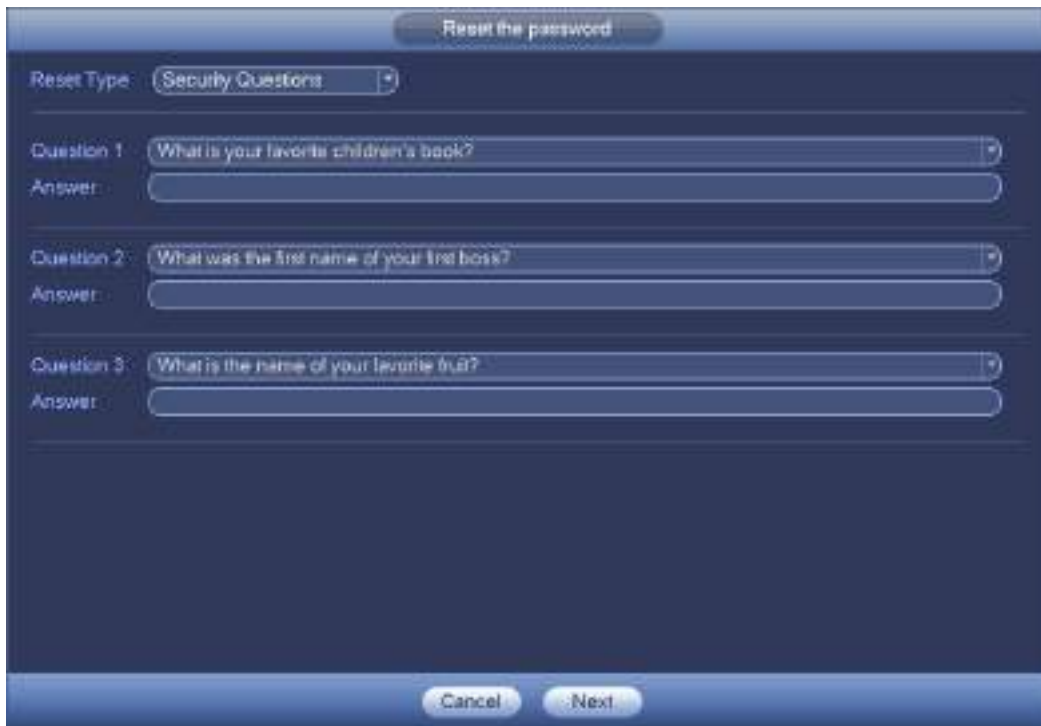 Reset the password
Reset Type Security Questions
Question 1 What is your favorite children's book?
Answer
Question 2 What was the first name of your first boss?
Answer
Question 3 What is the name of your favorite fruit?
Answer
Cancel Next